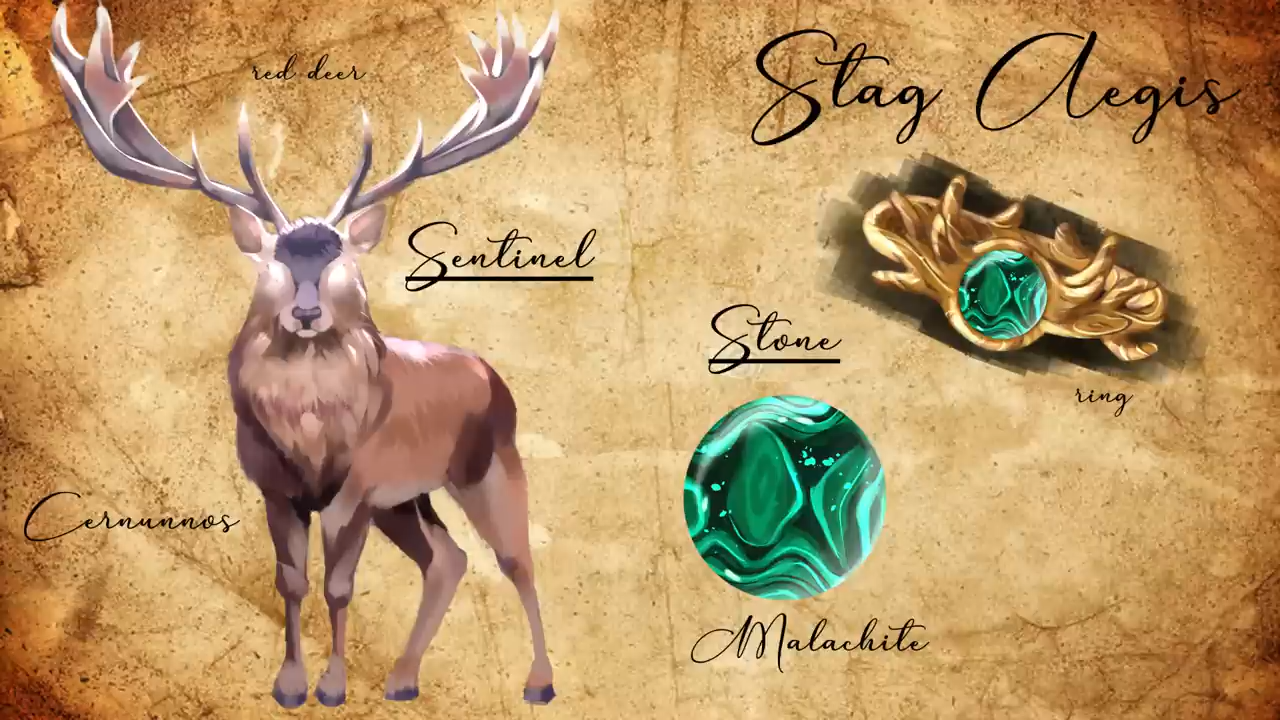 Stag Aegis
red deer
Sentinel
Stone
ring
Cernunnos
Malachite